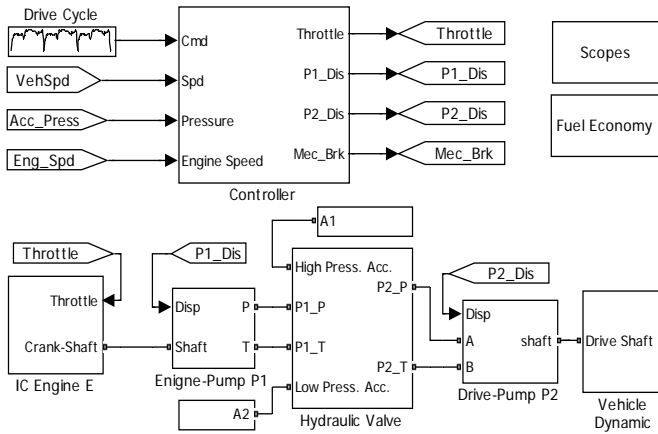 Drive Cycle
VehSpd
Acc_Press
Eng_Spd
Cmd
Spd
Pressure
Engine Speed
Throttle
P1_Dis
P2_Dis
Mec_Brk
Controller
Throttle
P1_Dis
P2_Dis
Mec_Brk
Scopes
Fuel Economy
Throttle
Throttle
Crank-Shaft
IC Engine E
P1_Dis
Disp
Shaft
P
T
Enigne-Pump P1
A1
High Press. Acc.
P1_P
P1_T
Low Press. Acc.
P2_P
P2_T
Hydraulic Valve
A2
P2_Dis
Disp
A
B
shaft
Drive-Pump P2
Drive Shaft
Vehicle
Dynamic